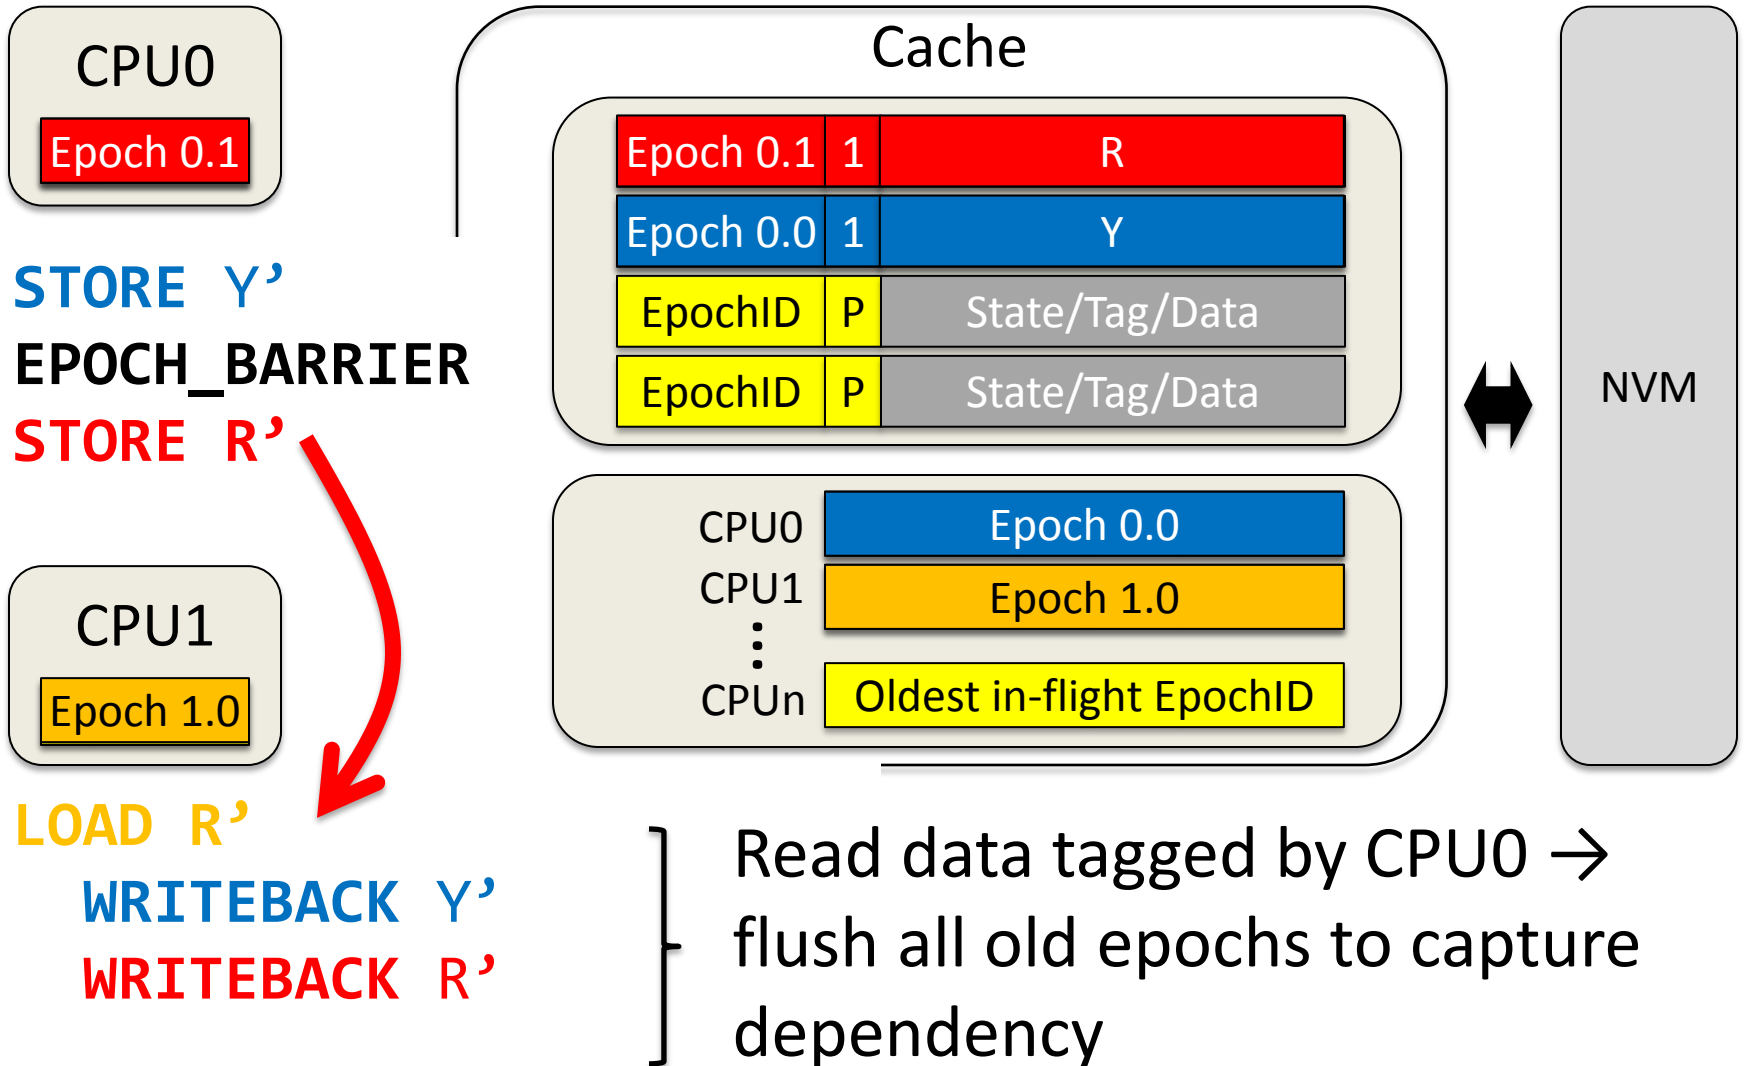 CPU0
Epoch 0.1
STORE Y’
EPOCH_BARRIER
STORE R’
CPU1
Epoch 1.0
LOAD R’
WRITEBACK Y’
WRITEBACK R’
Cache
Epoch 0.1 1 R
Epoch 0.0 1 Y
EpochID P State/Tag/Data
EpochID P State/Tag/Data
CPU0 Epoch 0.0
CPU1 Epoch 1.0
⋮
CPUn Oldest in-flight EpochID
NVM
Read data tagged by CPU0 →
flush all old epochs to capture
dependency